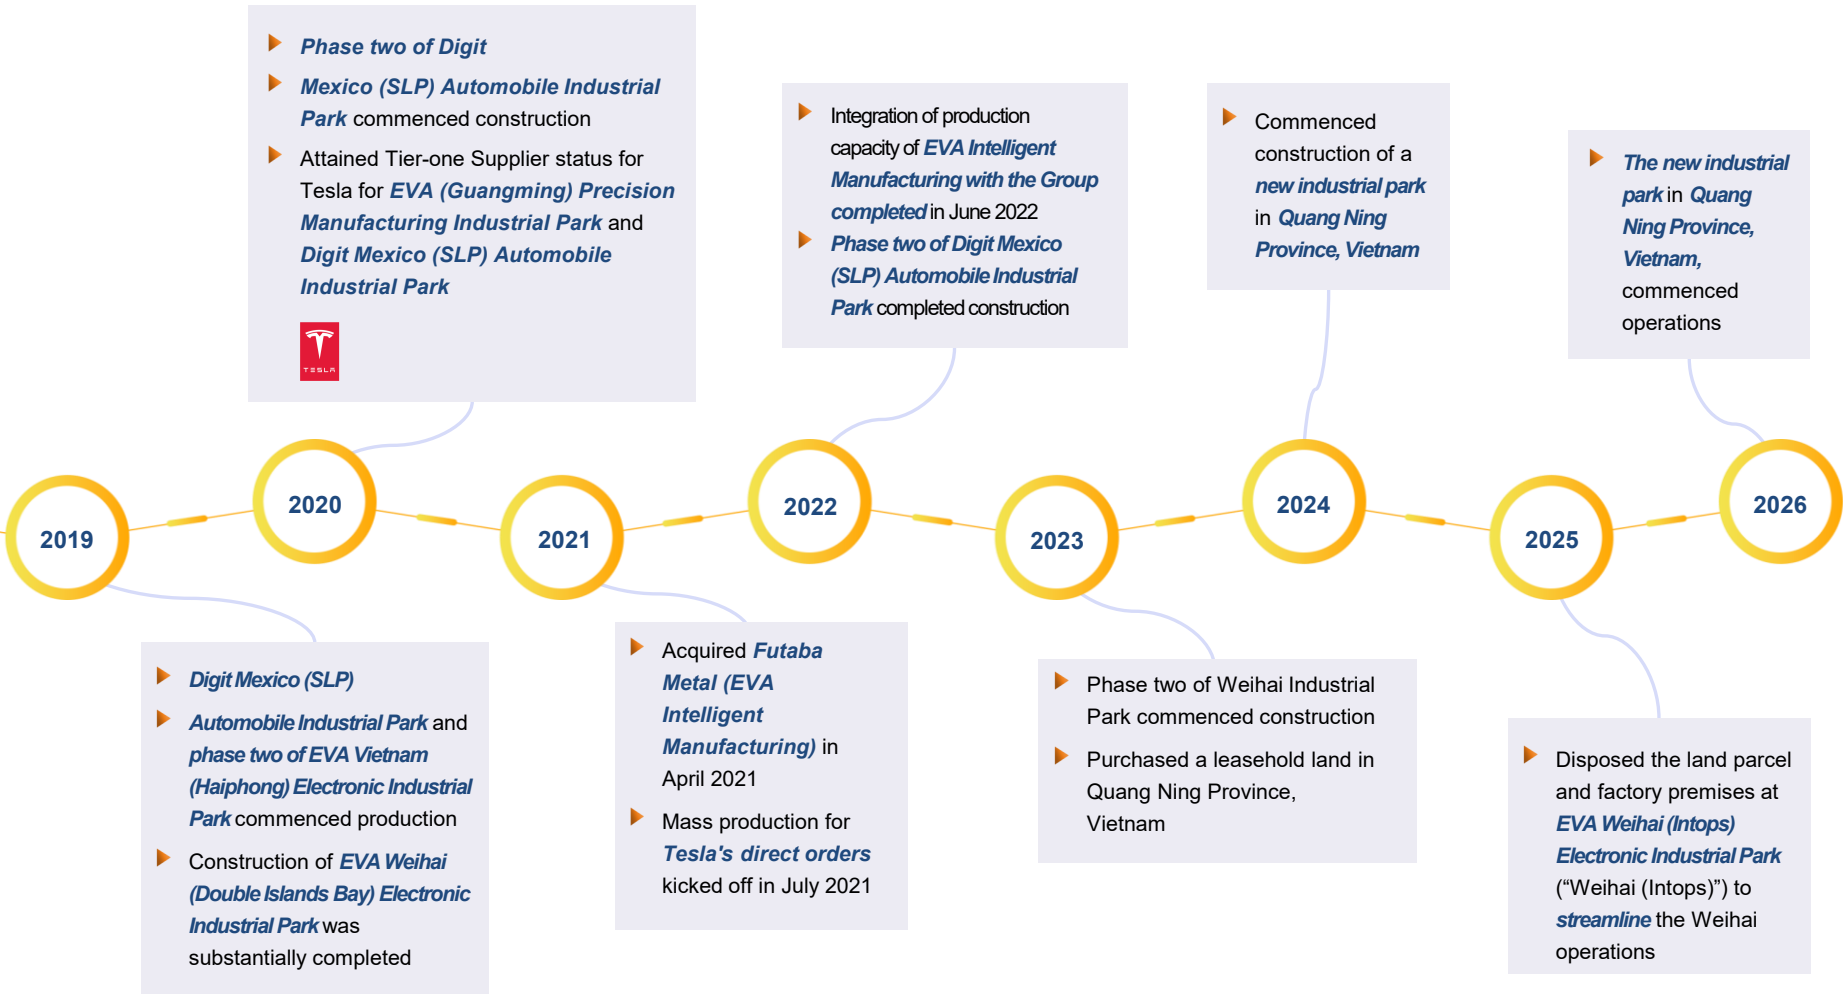 Phase two of Digit
Mexico (SLP) Automobile Industrial
Park commenced construction
Attained Tier-one Supplier status for
Tesla for EVA (Guangming) Precision
Manufacturing Industrial Park and
Digit Mexico (SLP) Automobile
Industrial Park
TESLA
Integration of production
capacity of EVA Intelligent
Manufacturing with the Group
completed in June 2022
Phase two of Digit Mexico
(SLP) Automobile Industrial
Park completed construction
Commenced
construction of a
new industrial park
in Quang Ning
Province, Vietnam
The new industrial
park in Quang
Ning Province,
Vietnam,
commenced
operations
2019
2020
2021
2022
2023
2024
2025
2026
Digit Mexico (SLP)
Automobile Industrial Park and
phase two of EVA Vietnam
(Haiphong) Electronic Industrial
Park commenced production
Construction of EVA Weihai
(Double Islands Bay) Electronic
Industrial Park was
substantially completed
Acquired Futaba
Metal (EVA
Intelligent
Manufacturing) in
April 2021
Mass production for
Tesla's direct orders
kicked off in July 2021
Phase two of Weihai Industrial
Park commenced construction
Purchased a leasehold land in
Quang Ning Province,
Vietnam
Disposed the land parcel
and factory premises at
EVA Weihai (Intops)
Electronic Industrial Park
(“Weihai (Intops)”) to
streamline the Weihai
operations